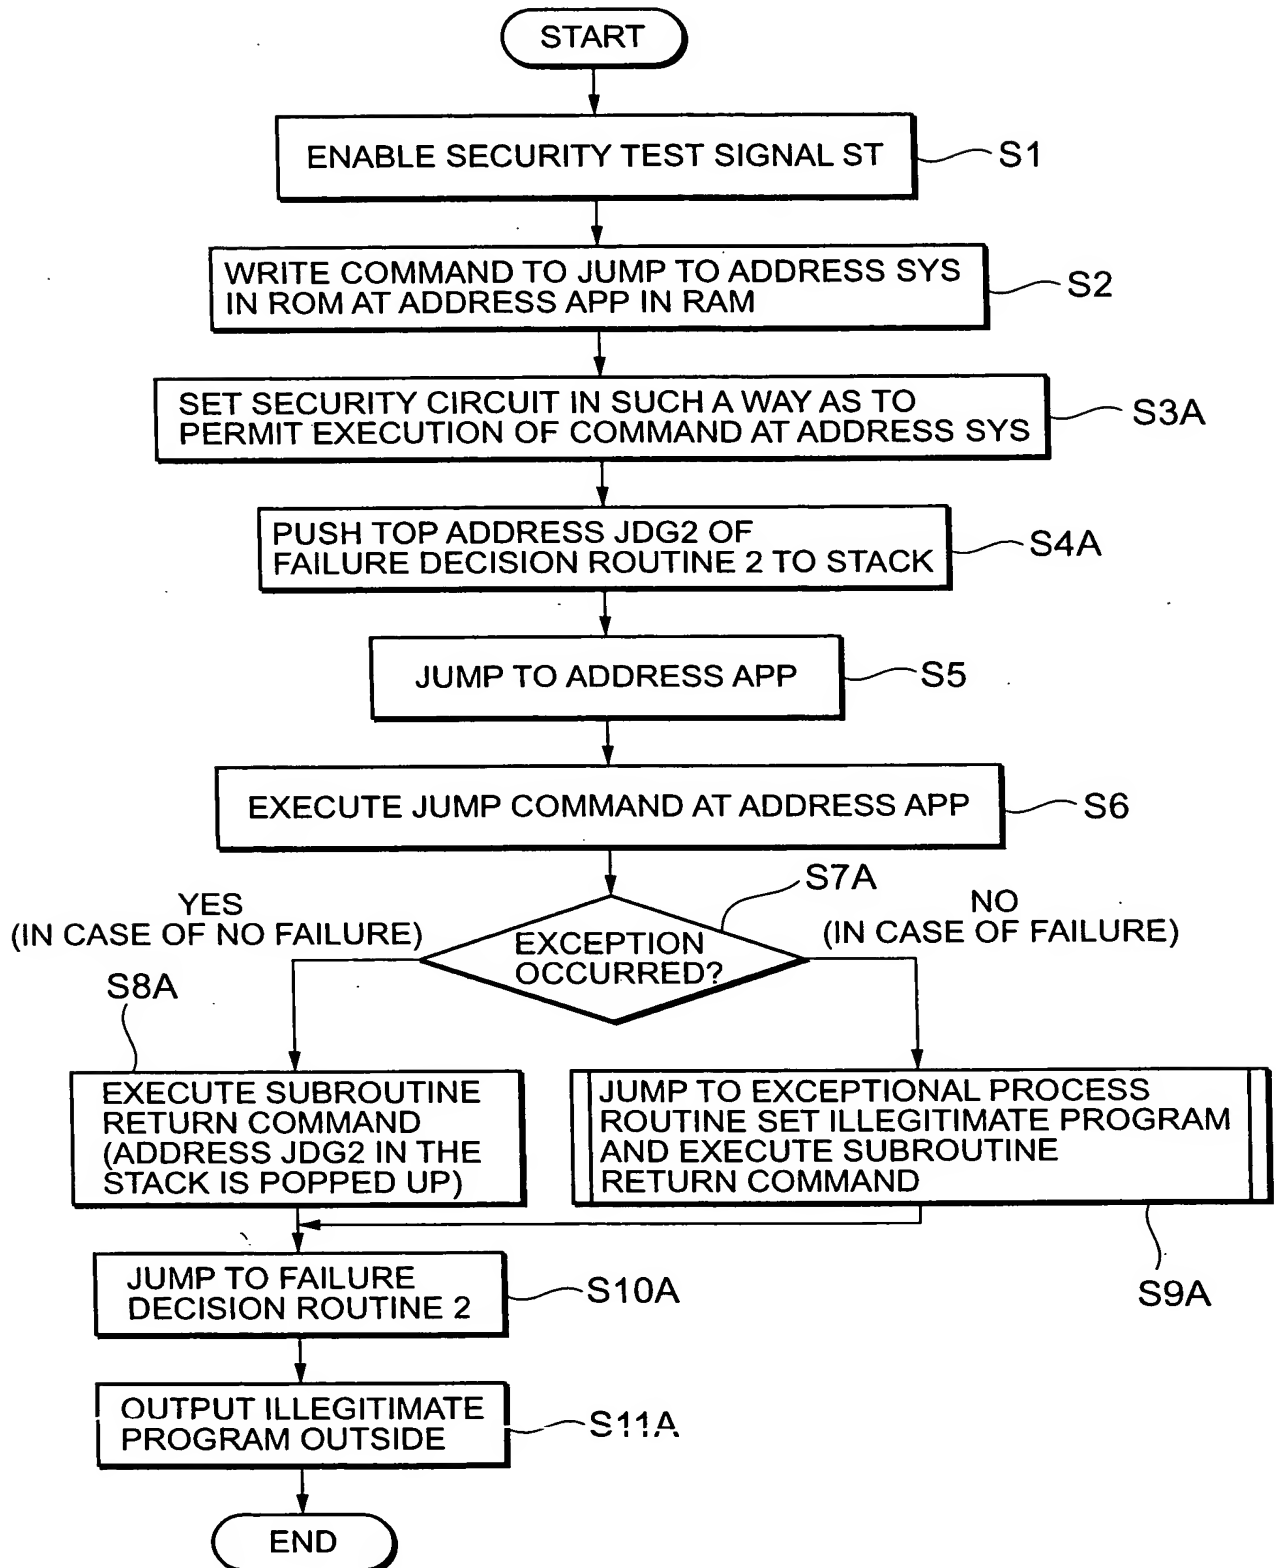 START
ENABLE SECURITY TEST SIGNAL ST
S1
WRITE COMMAND TO JUMP TO ADDRESS SYS
IN ROM AT ADDRESS APP IN RAM
S2
SET SECURITY CIRCUIT IN SUCH A WAY AS TO
PERMIT EXECUTION OF COMMAND AT ADDRESS SYS
S3A
PUSH TOP ADDRESS JDG2 OF
FAILURE DECISION ROUTINE 2 TO STACK
S4A
JUMP TO ADDRESS APP
S5
EXECUTE JUMP COMMAND AT ADDRESS APP
S6
S7A
YES
(IN CASE OF NO FAILURE)
EXCEPTION
OCCURRED?
NO
(IN CASE OF FAILURE)
S8A
EXECUTE SUBROUTINE
RETURN COMMAND
(ADDRESS JDG2 IN THE
STACK IS POPPED UP)
JUMP TO EXCEPTIONAL PROCESS
ROUTINE SET ILLEGITIMATE PROGRAM
AND EXECUTE SUBROUTINE
RETURN COMMAND
S9A
JUMP TO FAILURE
DECISION ROUTINE 2
S10A
OUTPUT ILLEGITIMATE
PROGRAM OUTSIDE
S11A
END